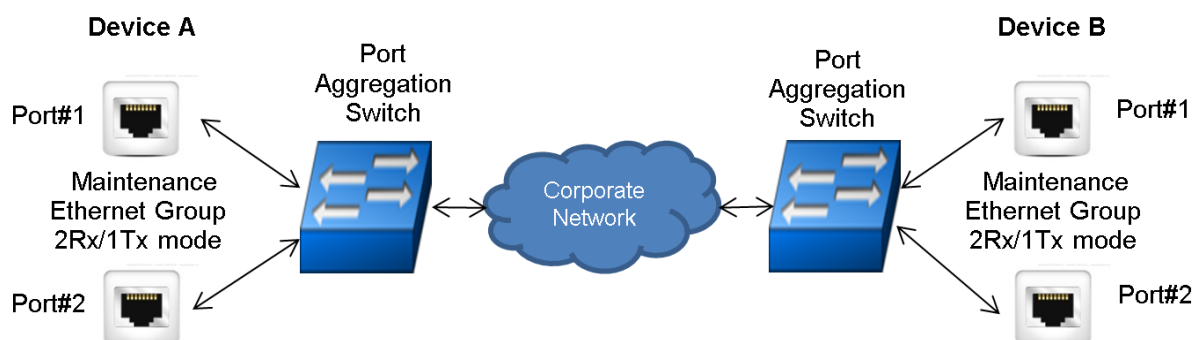 Device A
Port#1
Maintenance
Ethernet Group
2Rx/1Tx mode
Port#2
Port
Aggregation
Switch
Corporate
Network
Port
Aggregation
Switch
Device B
Port#1
Maintenance
Ethernet Group
2Rx/1Tx mode
Port#2